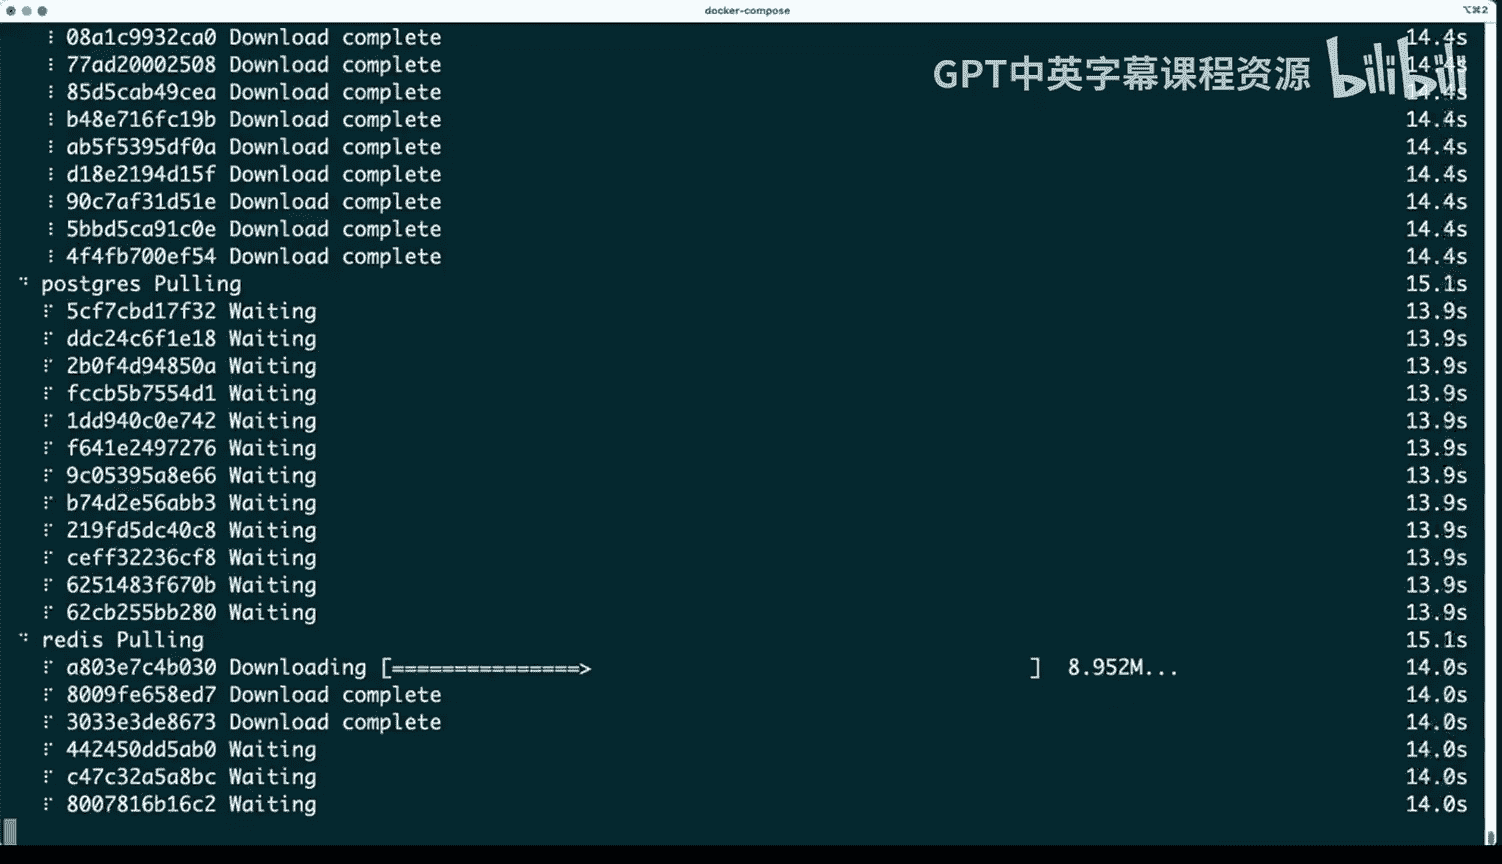 docker-compose ⌥⌘2
08a1c9932ca0 Download complete 14.4s
77ad20002508 Download complete 14.4s
85d5cab49cea Download complete 14.4s
b48e716fc19b Download complete 14.4s
ab5f5395df0a Download complete 14.4s
d18e2194d15f Download complete 14.4s
90c7af31d51e Download complete 14.4s
5bbd5ca91c0e Download complete 14.4s
4f4fb700ef54 Download complete 14.4s
postgres Pulling 15.1s
5cf7cbd17f32 Waiting 13.9s
ddc24c6f1e18 Waiting 13.9s
2b0f4d94850a Waiting 13.9s
fccb5b7554d1 Waiting 13.9s
1dd940c0e742 Waiting 13.9s
f641e2497276 Waiting 13.9s
9c05395a8e66 Waiting 13.9s
b74d2e56abb3 Waiting 13.9s
219fd5dc40c8 Waiting 13.9s
ceff32236cf8 Waiting 13.9s
6251483f670b Waiting 13.9s
62cb255bb280 Waiting 13.9s
redis Pulling 15.1s
a803e7c4b030 Downloading [===============> ] 8.952M... 14.0s
8009fe658ed7 Download complete 14.0s
3033e3de8673 Download complete 14.0s
442450dd5ab0 Waiting 14.0s
c47c32a5a8bc Waiting 14.0s
8007816b16c2 Waiting 14.0s
GPT中英字幕课程资源 bilibili